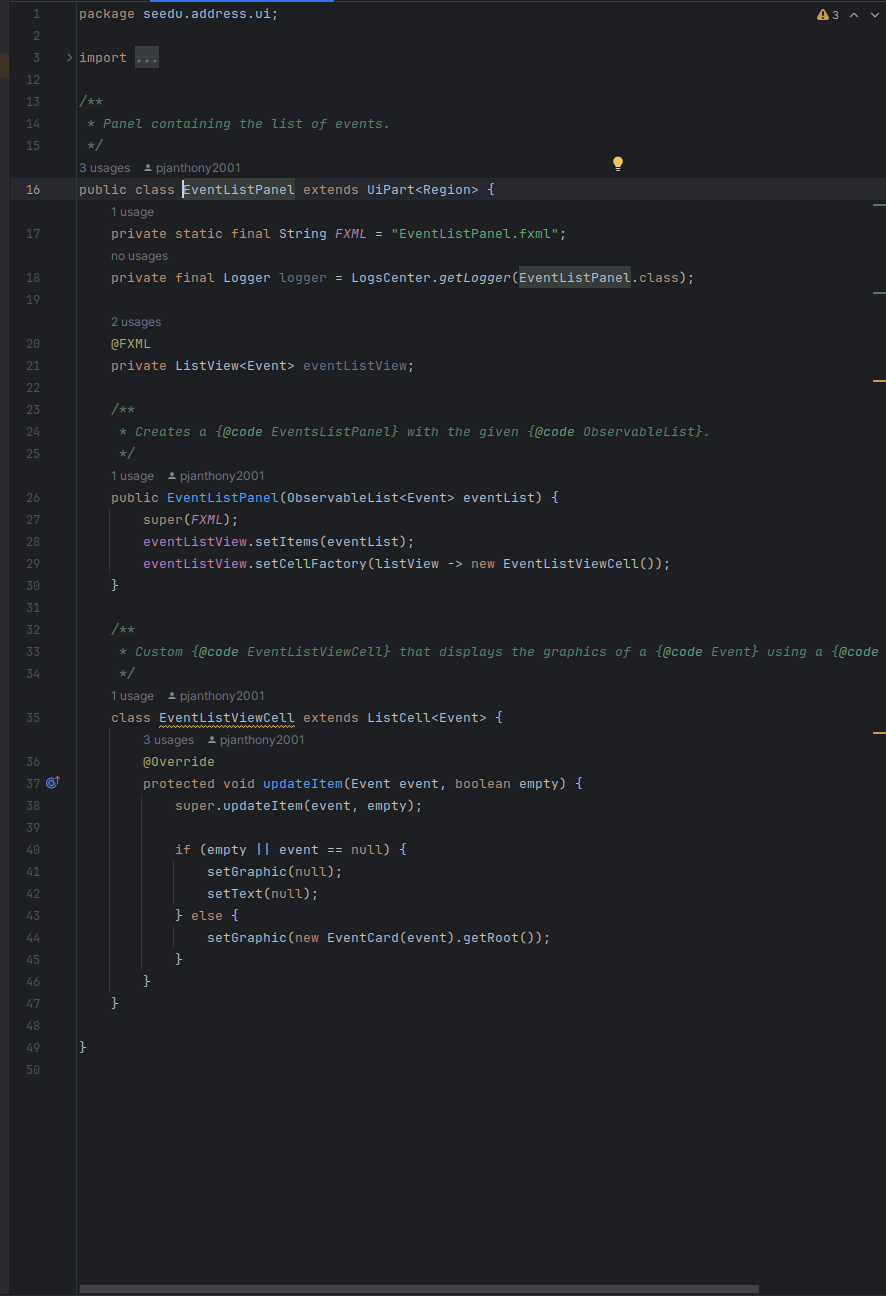 1 package seedu.address.ui; 3
2
3 import ...
12
13 /**
14 * Panel containing the list of events.
15 */
3 usages pjanthony2001
16 public class EventListPanel extends UiPart<Region> {
1 usage
17 private static final String FXML = "EventListPanel.fxml";
no usages
18 private final Logger logger = LogsCenter.getLogger(EventListPanel.class);
19
2 usages
20 @FXML
21 private ListView<Event> eventListView;
22
23 /**
24 * Creates a {@code EventsListPanel} with the given {@code ObservableList}.
25 */
1 usage pjanthony2001
26 public EventListPanel(ObservableList<Event> eventList) {
27 super(FXML);
28 eventListView.setItems(eventList);
29 eventListView.setCellFactory(listView -> new EventListViewCell());
30 }
31
32 /**
33 * Custom {@code EventListViewCell} that displays the graphics of a {@code Event} using a {@code
34 */
1 usage pjanthony2001
35 class EventListViewCell extends ListCell<Event> {
3 usages pjanthony2001
36 @Override
37 protected void updateItem(Event event, boolean empty) {
38 super.updateItem(event, empty);
39
40 if (empty || event == null) {
41 setGraphic(null);
42 setText(null);
43 } else {
44 setGraphic(new EventCard(event).getRoot());
45 }
46 }
47 }
48
49 }
50